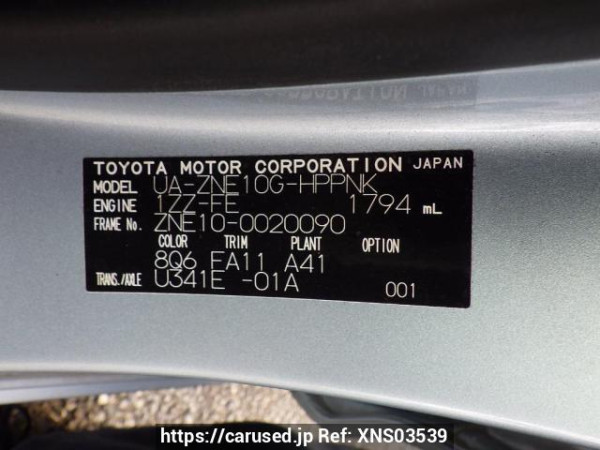 TOYOTA MOTOR CORPORATION JAPAN
MODEL UA-ZNE10G-HPPNK
ENGINE 1ZZ-FE 1794 mL
FRAME No. ZNE10-0020090
COLOR TRIM PLANT OPTION
8Q6 FA11 A41
TRANS./AXLE U341E -01A 001
https://carused.jp Ref: XNS03539